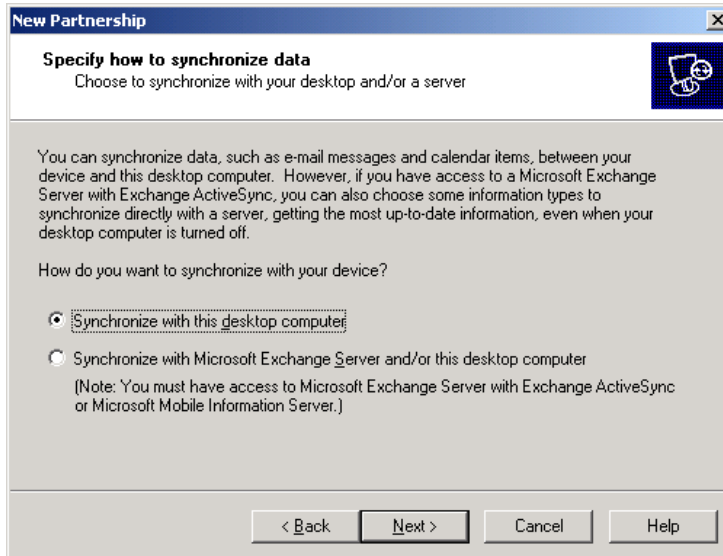 New Partnership
Specify how to synchronize data
Choose to synchronize with your desktop and/or a server
You can synchronize data, such as e-mail messages and calendar items, between your
device and this desktop computer. However, if you have access to a Microsoft Exchange
Server with Exchange ActiveSync, you can also choose some information types to
synchronize directly with a server, getting the most up-to-date information, even when your
desktop computer is turned off.
How do you want to synchronize with your device?
Synchronize with this desktop computer
Synchronize with Microsoft Exchange Server and/or this desktop computer
(Note: You must have access to Microsoft Exchange Server with Exchange ActiveSync
or Microsoft Mobile Information Server.)
< Back Next > Cancel Help